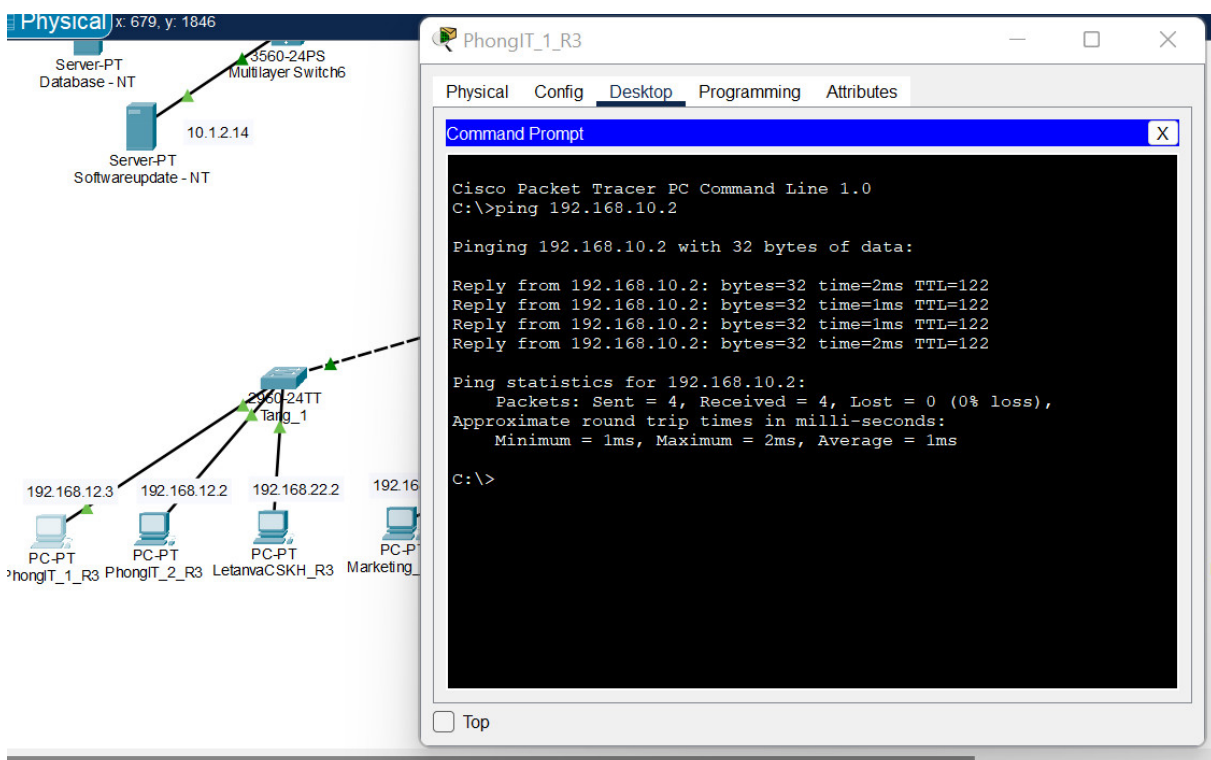 Physical x: 679, y: 1846
Server-PT
Database - NT
3560-24PS
Multilayer Switch6
10.1.2.14
Server-PT
Softwareupdate - NT
2960-24TT
Tang_1
192.168.12.3
192.168.12.2
192.168.22.2
192.16
PC-PT
PhongIT_1_R3
PC-PT
PhongIT_2_R3
PC-PT
LetanvaCSKH_R3
PC-P
Marketing_
PhongIT_1_R3
Physical Config Desktop Programming Attributes
Command Prompt
X
Cisco Packet Tracer PC Command Line 1.0
C:\>ping 192.168.10.2
Pinging 192.168.10.2 with 32 bytes of data:
Reply from 192.168.10.2: bytes=32 time=2ms TTL=122
Reply from 192.168.10.2: bytes=32 time=1ms TTL=122
Reply from 192.168.10.2: bytes=32 time=1ms TTL=122
Reply from 192.168.10.2: bytes=32 time=2ms TTL=122
Ping statistics for 192.168.10.2:
Packets: Sent = 4, Received = 4, Lost = 0 (0% loss),
Approximate round trip times in milli-seconds:
Minimum = 1ms, Maximum = 2ms, Average = 1ms
C:\>
Top